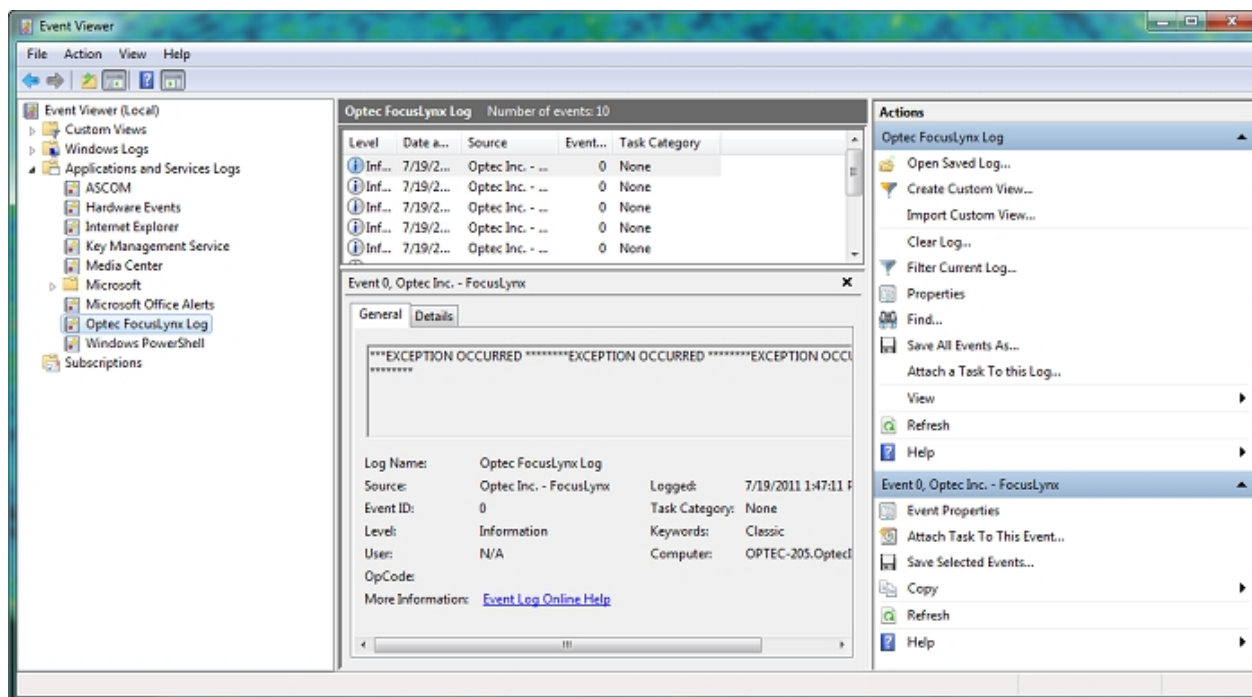 Event Viewer
File Action View Help
Event Viewer (Local)
Custom Views
Windows Logs
Applications and Services Logs
ASCOM
Hardware Events
Internet Explorer
Key Management Service
Media Center
Microsoft
Microsoft Office Alerts
Optec FocusLynx Log
Windows PowerShell
Subscriptions
Optec FocusLynx Log Number of events: 10
Level Date a... Source Event... Task Category
Inf... 7/19/2... Optec Inc. - ... 0 None
Inf... 7/19/2... Optec Inc. - ... 0 None
Inf... 7/19/2... Optec Inc. - ... 0 None
Inf... 7/19/2... Optec Inc. - ... 0 None
Inf... 7/19/2... Optec Inc. - ... 0 None
Event 0, Optec Inc. - FocusLynx
General Details
***EXCEPTION OCCURRED ********EXCEPTION OCCURRED ********EXCEPTION OCCU
********
Log Name: Optec FocusLynx Log
Source: Optec Inc. - FocusLynx Logged: 7/19/2011 1:47:11 P
Event ID: 0 Task Category: None
Level: Information Keywords: Classic
User: N/A Computer: OPTEC-205.OptecI
OpCode:
More Information: Event Log Online Help
Actions
Optec FocusLynx Log
Open Saved Log...
Create Custom View...
Import Custom View...
Clear Log...
Filter Current Log...
Properties
Find...
Save All Events As...
Attach a Task To this Log...
View
Refresh
Help
Event 0, Optec Inc. - FocusLynx
Event Properties
Attach Task To This Event...
Save Selected Events...
Copy
Refresh
Help